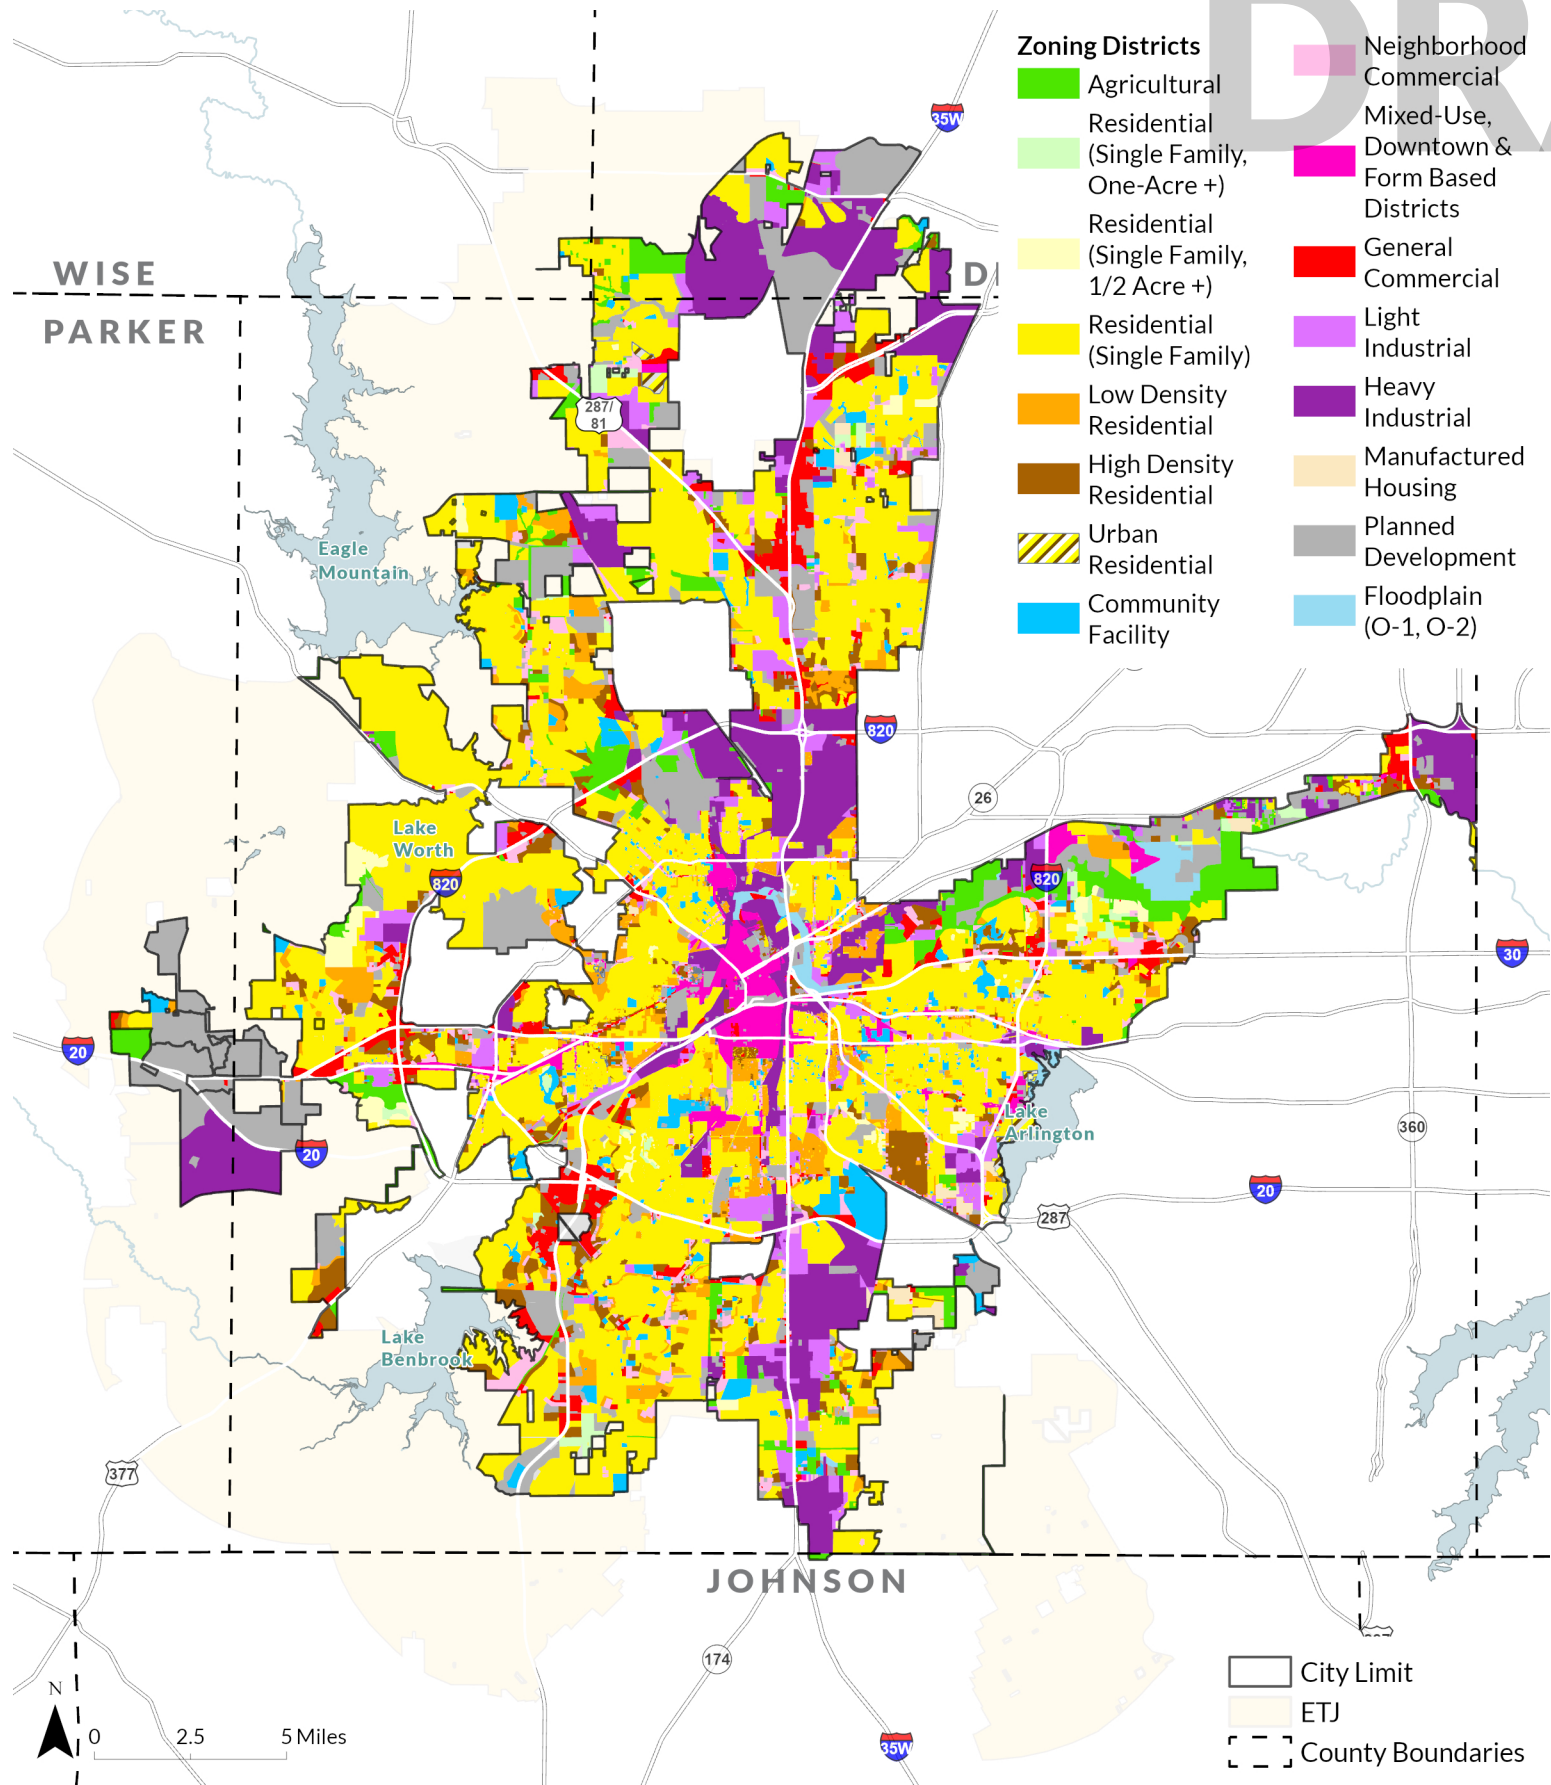 DRA
Zoning Districts
Agricultural
Residential
(Single Family,
One-Acre +)
Residential
(Single Family,
1/2 Acre +)
Residential
(Single Family)
Low Density
Residential
High Density
Residential
Urban
Residential
Community
Facility
Neighborhood
Commercial
Mixed-Use,
Downtown &
Form Based
Districts
General
Commercial
Light
Industrial
Heavy
Industrial
Manufactured
Housing
Planned
Development
Floodplain
(O-1, O-2)
35W
WISE
D
PARKER
287/
81
Eagle
Mountain
820
26
Lake
Worth
820
820
30
20
Lake
Arlington
360
20
20
287
Lake
Benbrook
377
JOHNSON
174
35W
City Limit
ETJ
County Boundaries
N
0 2.5 5 Miles